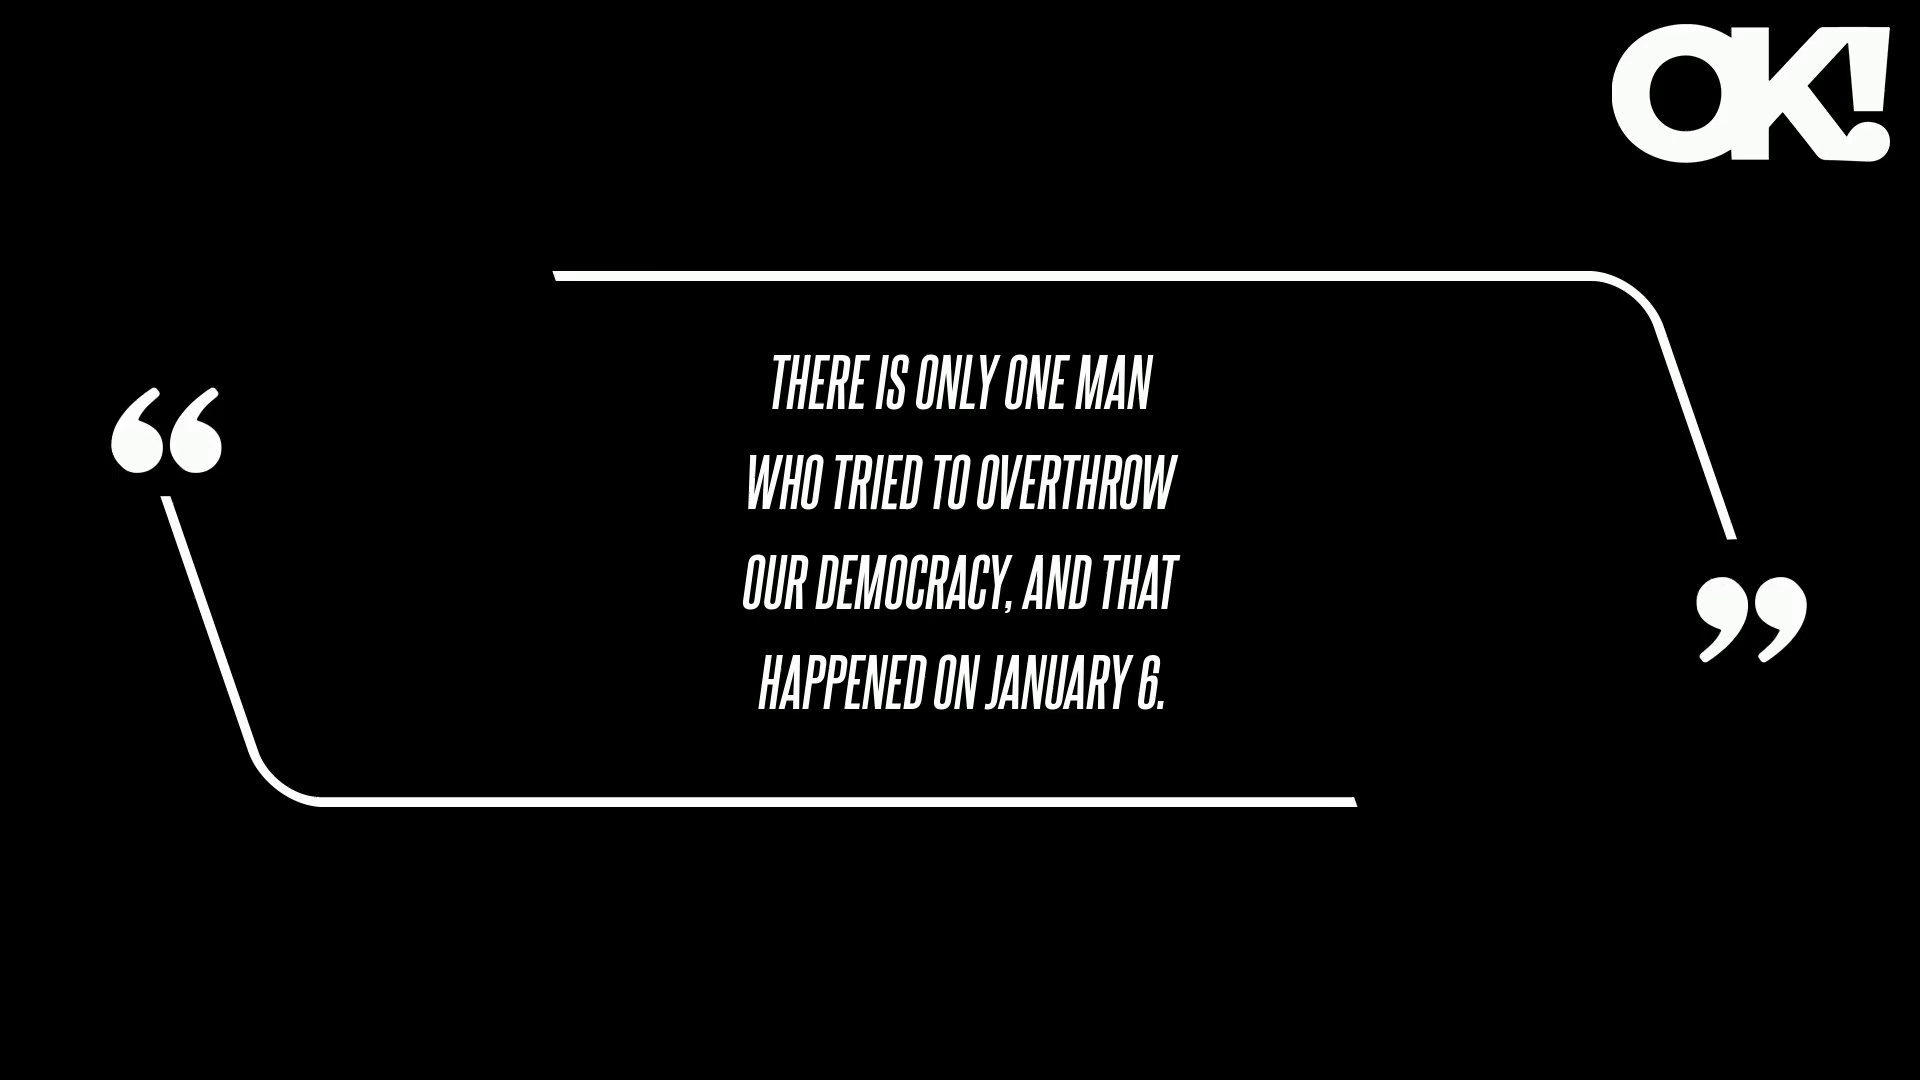 OK!
“
THERE IS ONLY ONE MAN
WHO TRIED TO OVERTHROW
OUR DEMOCRACY, AND THAT
HAPPENED ON JANUARY 6.
”